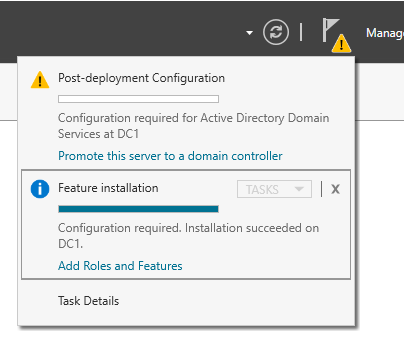 Manage
Post-deployment Configuration
Configuration required for Active Directory Domain
Services at DC1
Promote this server to a domain controller
Feature installation
TASKS
X
Configuration required. Installation succeeded on
DC1.
Add Roles and Features
Task Details